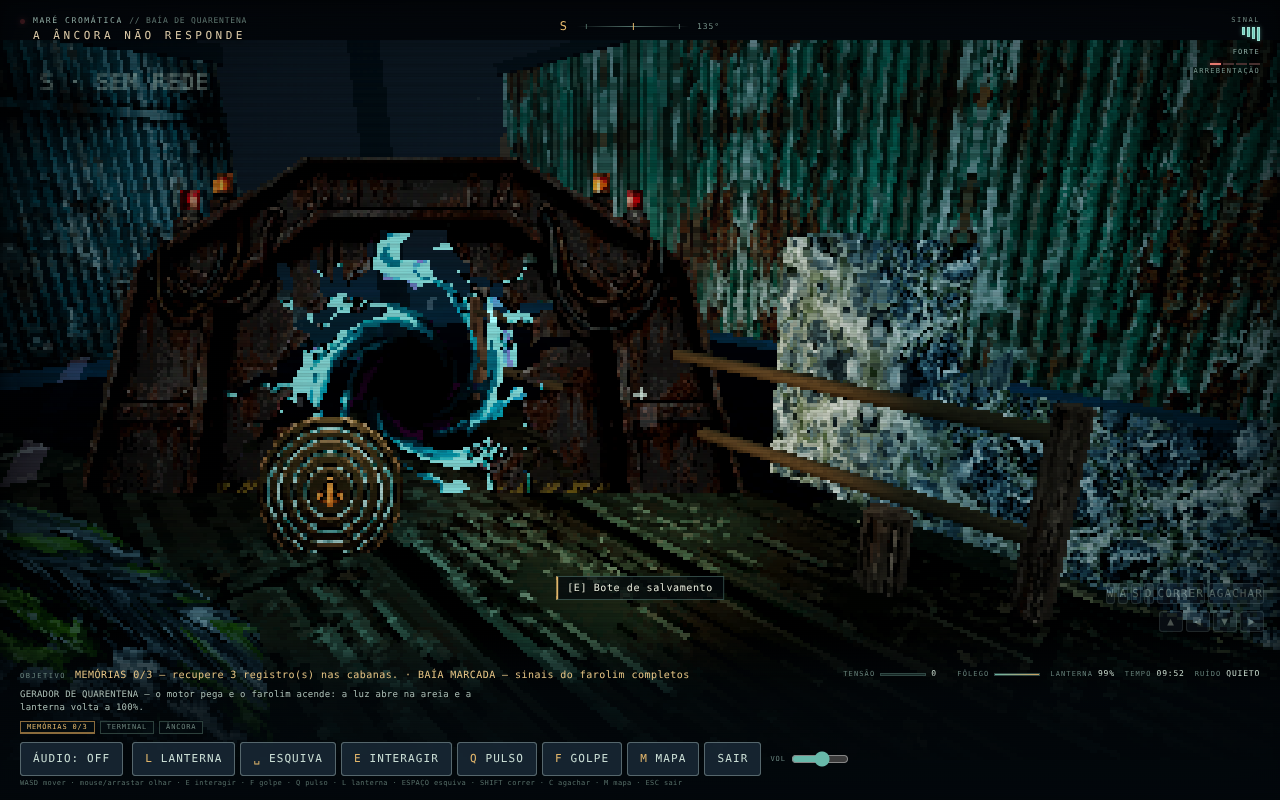 MARÉ CROMÁTICA // BAÍA DE QUARENTENA
A ÂNCORA NÃO RESPONDE
S 135°
SINAL
FORTE
ARREBENTAÇÃO
S · SEM REDE
[E] Bote de salvamento
W A S D CORRER AGACHAR
OBJETIVO MEMÓRIAS 0/3 — recupere 3 registro(s) nas cabanas. · BAÍA MARCADA — sinais do farolim completos
TENSÃO 0 FÔLEGO LANTERNA 99% TEMPO 09:52 RUÍDO QUIETO
GERADOR DE QUARENTENA — o motor pega e o farolim acende: a luz abre na areia e a
lanterna volta a 100%.
MEMÓRIAS 0/3 TERMINAL ÂNCORA
ÁUDIO: OFF L LANTERNA ␣ ESQUIVA E INTERAGIR Q PULSO F GOLPE M MAPA SAIR VOL
WASD mover · mouse/arrastar olhar · E interagir · F golpe · Q pulso · L lanterna · ESPAÇO esquiva · SHIFT correr · C agachar · M mapa · ESC sair